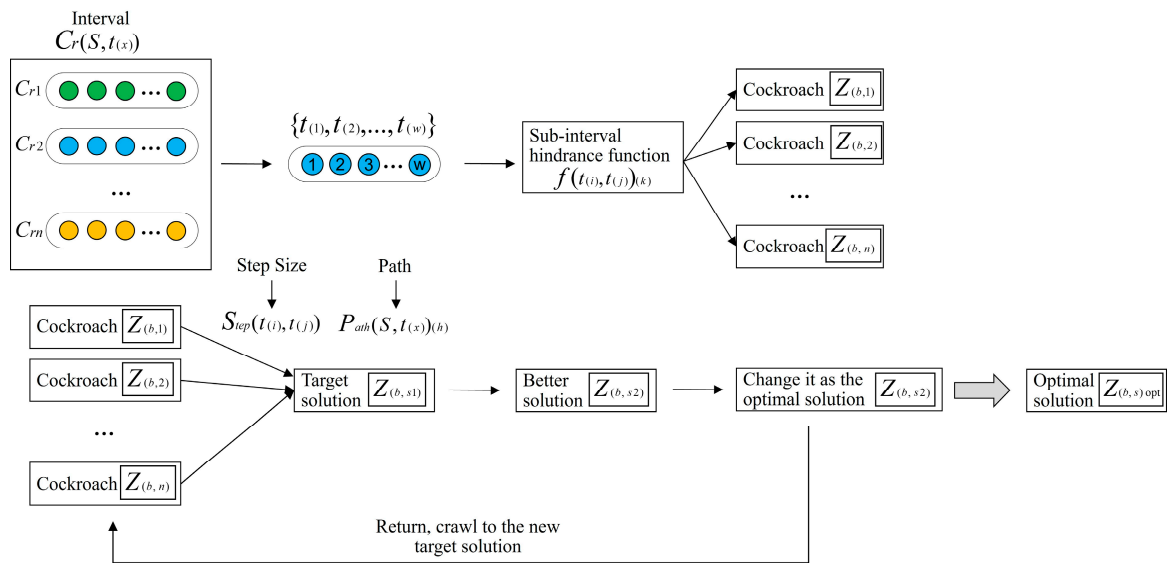 Interval
Cr(S,t(x))
Cr1 ...
Cr2 ...
...
Crn ...
{t(1),t(2),...,t(w)}
1 2 3 ... w
Sub-interval
hindrance function
f(t(i),t(j))(k)
Cockroach Z(b,1)
Cockroach Z(b,2)
...
Cockroach Z(b,n)
Step Size
Step(t(i),t(j))
Path
Path(S,t(x))(h)
Cockroach Z(b,1)
Cockroach Z(b,2)
...
Cockroach Z(b,n)
Target
solution Z(b,s1)
Better
solution Z(b,s2)
Change it as the
optimal solution Z(b,s2)
Optimal
solution Z(b,s)opt
Return, crawl to the new
target solution